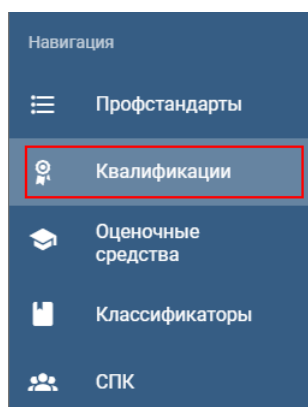 Навигация
Профстандарты
Квалификации
Оценочные
средства
Классификаторы
СПК